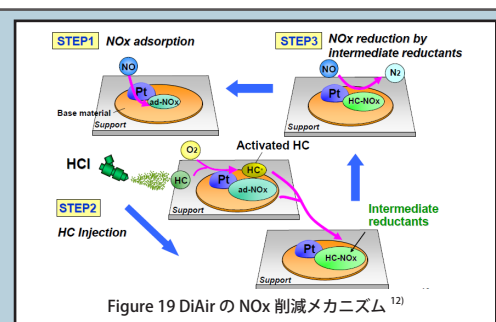 STEP1 NOx adsorption
NO
Pt
ad-NOx
Base material
Support
STEP3 NOx reduction by
intermediate reductants
NO
N2
Pt
HC-NOx
Support
Activated HC
O2
HCI
HC
HC･
Pt
ad-NOx
Support
STEP2
HC Injection
Intermediate
reductants
Pt
HC-NOx
Support
Figure 19 DiAir の NOx 削減メカニズム 12)